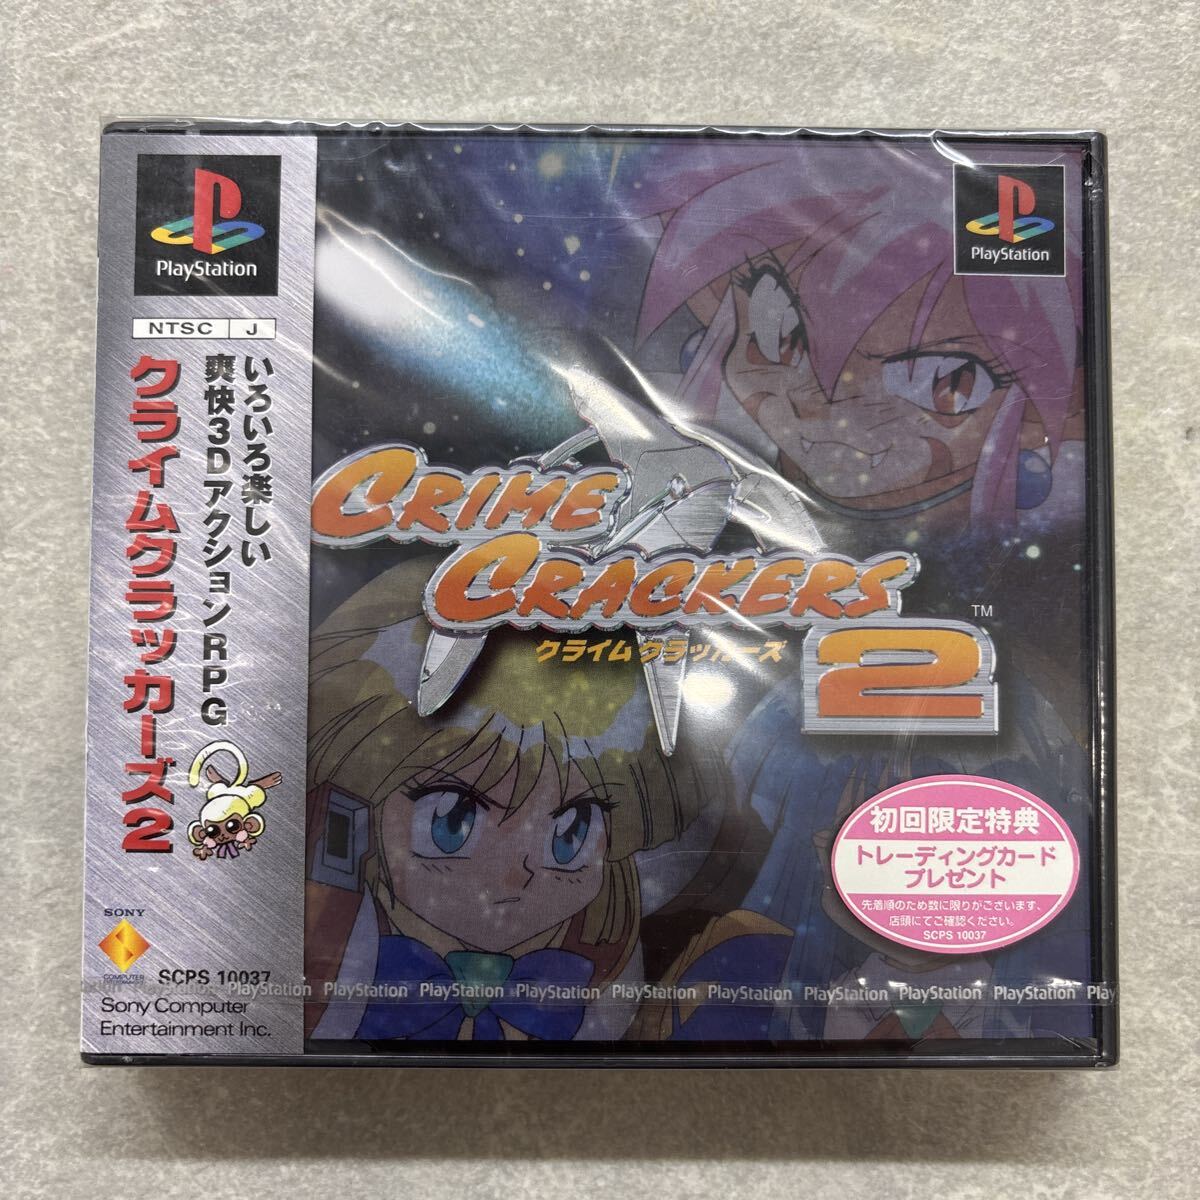 PlayStation
NTSC J
いろいろ楽しい
爽快3DアクションRPG
クライムクラッカーズ2
SONY
COMPUTER
ENTERTAINMENT
SCPS 10037
Sony Computer
Entertainment Inc.
PlayStation
CRIME
CRACKERS
2
TM
クライム クラッカーズ
初回限定特典
トレーディングカード
プレゼント
先着順のため数に限りがございます、
店頭にてご確認ください。
SCPS 10037
PlayStation PlayStation PlayStation PlayStation PlayStation PlayStation PlayStation PlayStation PlayStation Play